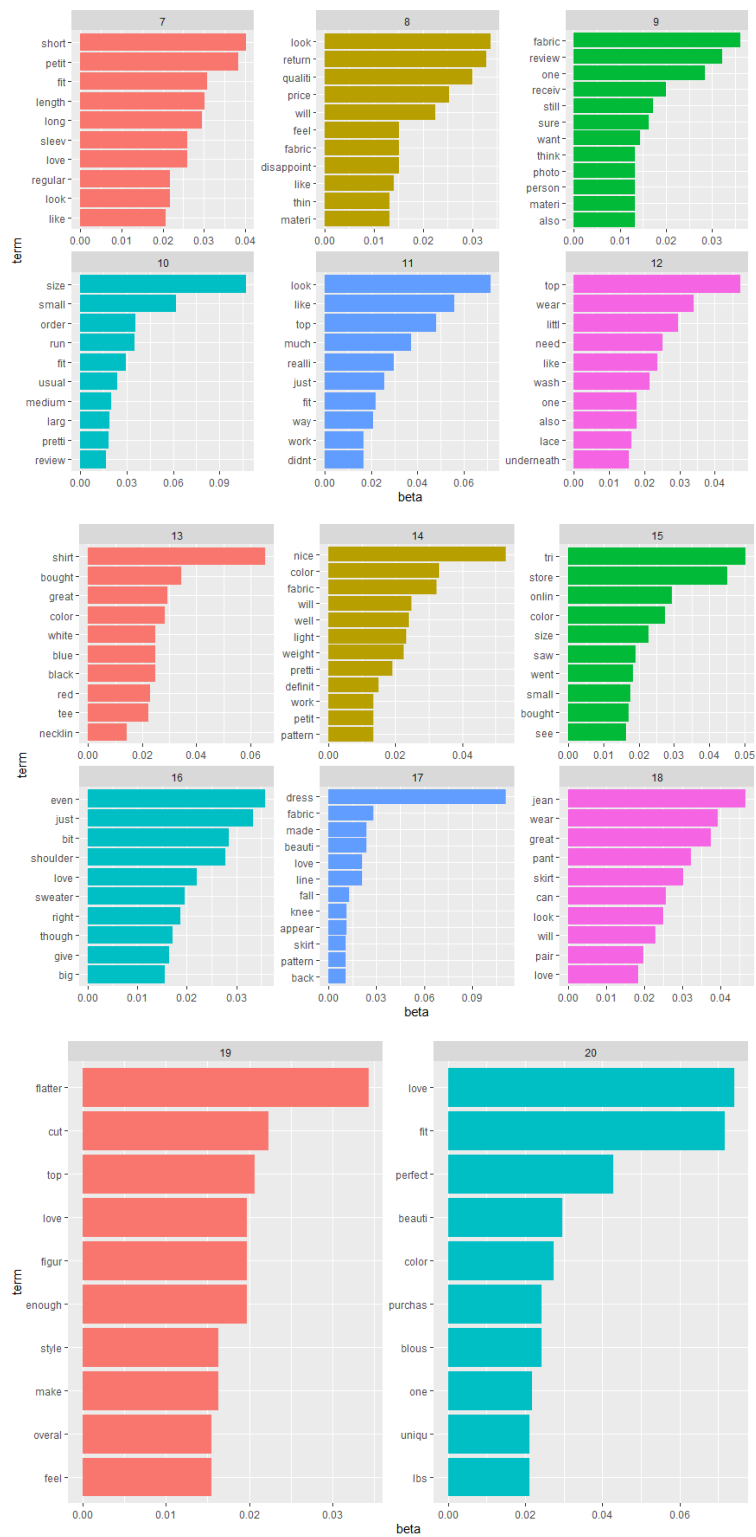 7
short
petit
fit
length
long
sleev
love
regular
look
like
0.00 0.01 0.02 0.03 0.04
8
look
return
qualiti
price
will
feel
fabric
disappoint
like
thin
materi
0.00 0.01 0.02 0.03
9
fabric
review
one
receiv
still
sure
want
think
photo
person
materi
also
0.00 0.01 0.02 0.03
term
10
size
small
order
run
fit
usual
medium
larg
pretti
review
0.00 0.03 0.06 0.09
11
look
like
top
much
realli
just
fit
way
work
didnt
0.00 0.02 0.04 0.06
12
top
wear
littl
need
like
wash
one
also
lace
underneath
0.00 0.01 0.02 0.03 0.04
beta
13
shirt
bought
great
color
white
blue
black
red
tee
necklin
0.00 0.02 0.04 0.06
14
nice
color
fabric
will
well
light
weight
pretti
definit
work
petit
pattern
0.00 0.02 0.04
15
tri
store
onlin
color
size
saw
went
small
bought
see
0.00 0.01 0.02 0.03 0.04 0.05
term
16
even
just
bit
shoulder
love
sweater
right
though
give
big
0.00 0.01 0.02 0.03
17
dress
fabric
made
beauti
love
line
fall
knee
appear
skirt
pattern
back
0.00 0.03 0.06 0.09
18
jean
wear
great
pant
skirt
can
look
will
pair
love
0.00 0.01 0.02 0.03 0.04
beta
19
flatter
cut
top
love
figur
enough
style
make
overal
feel
0.00 0.01 0.02 0.03
20
love
fit
perfect
beauti
color
purchas
blous
one
uniqu
lbs
0.00 0.02 0.04 0.06
term
beta